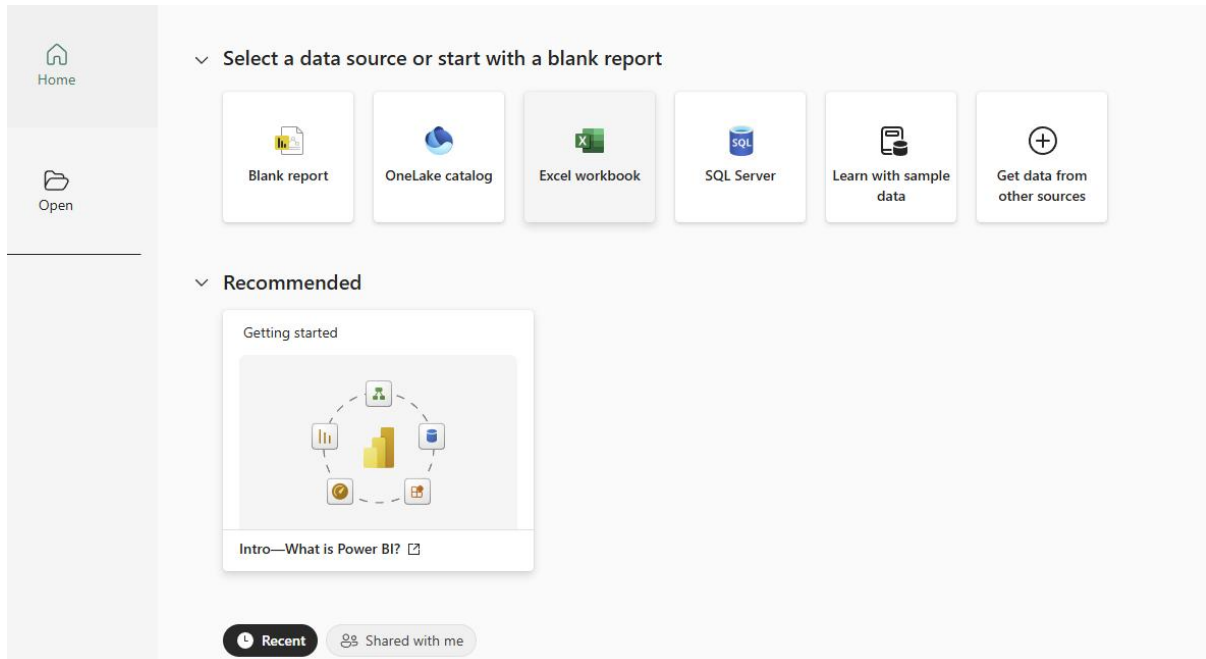 Home
Open
Select a data source or start with a blank report
Blank report
OneLake catalog
Excel workbook
SQL
SQL Server
Learn with sample
data
Get data from
other sources
Recommended
Getting started
Intro—What is Power BI?
Recent
Shared with me